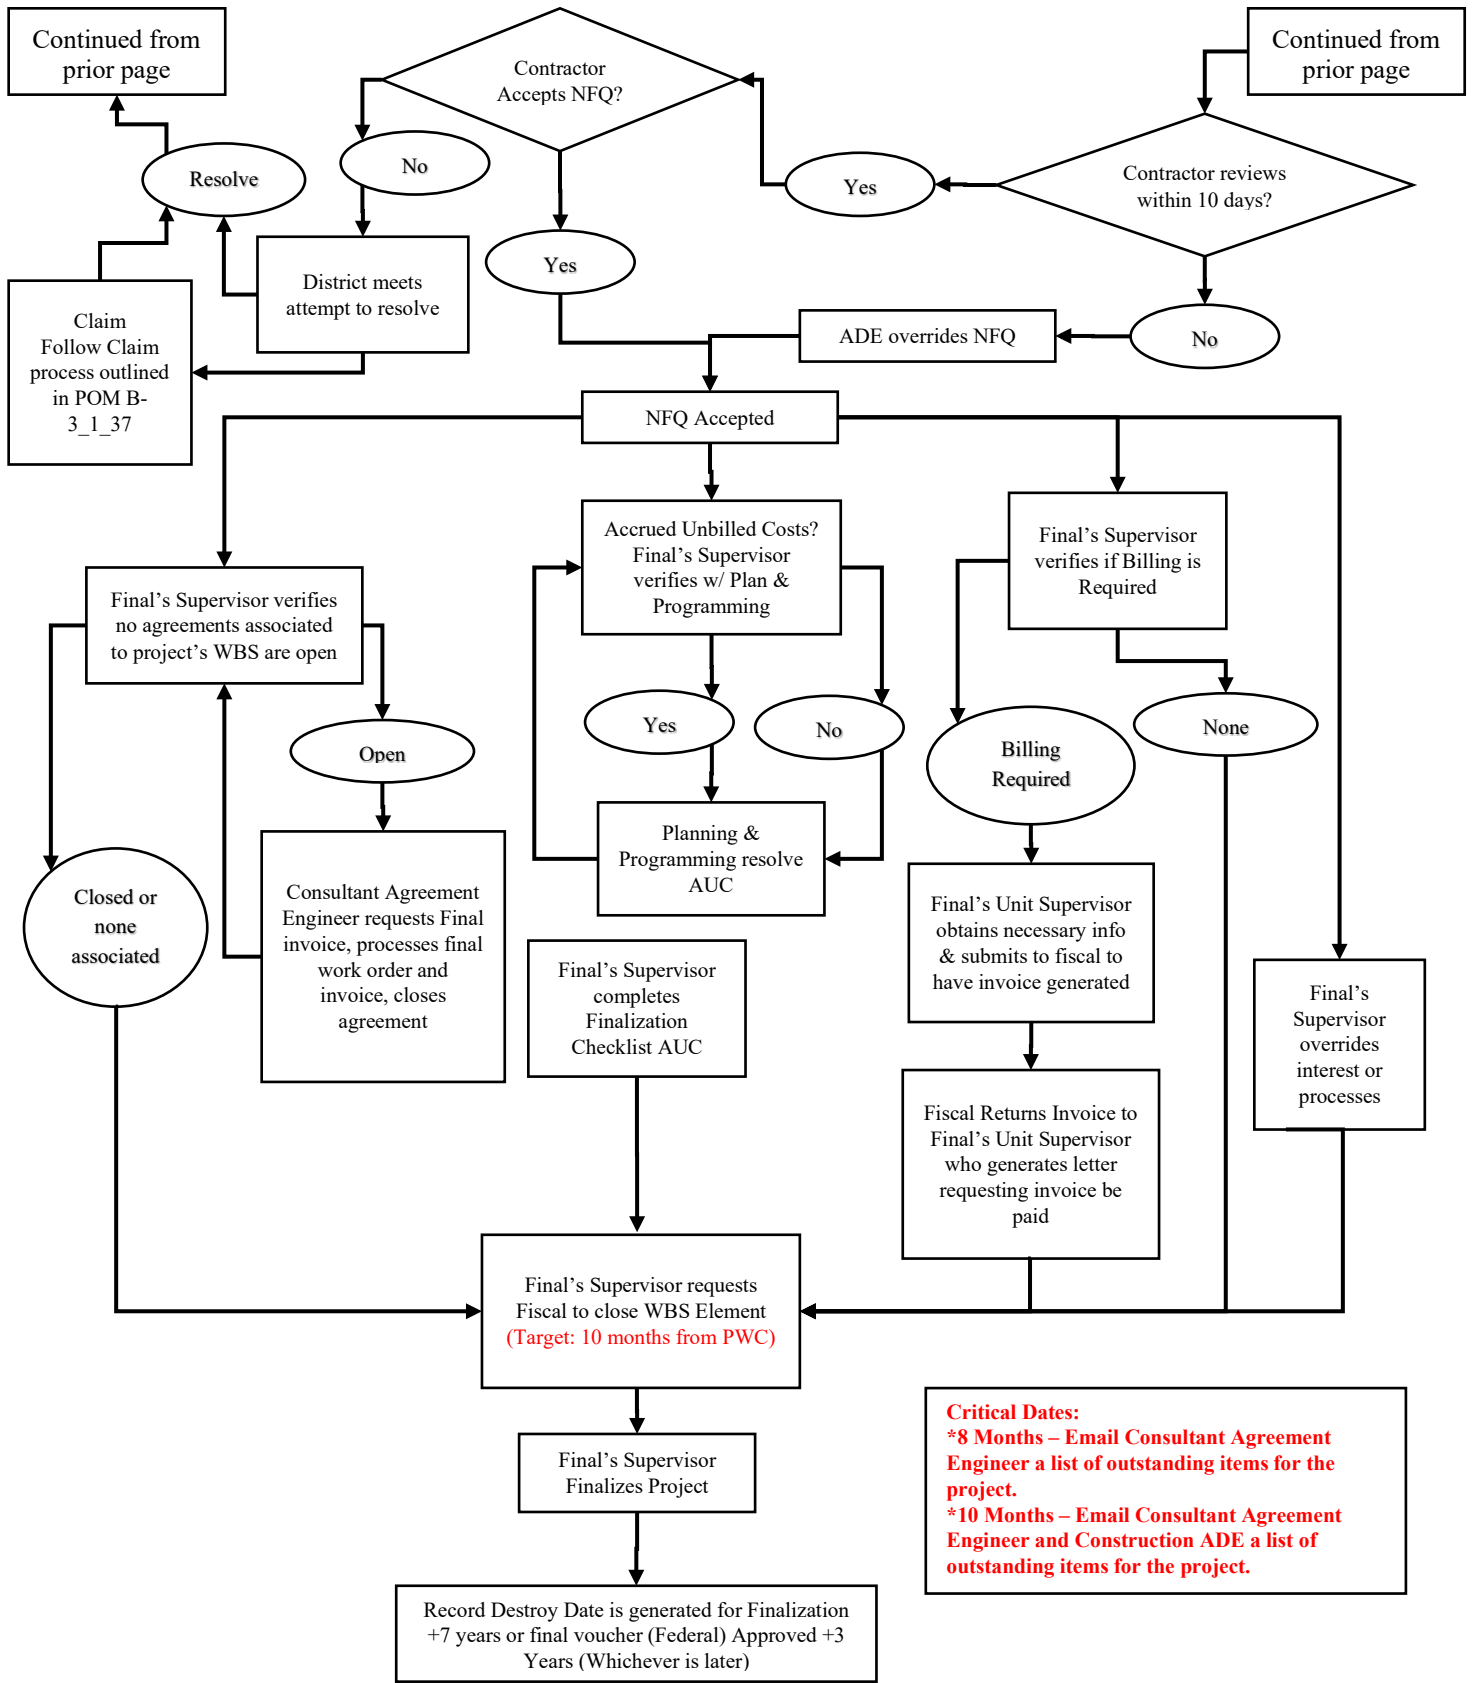 Continued from
prior page
Contractor
Accepts NFQ?
Continued from
prior page
No
Resolve
Yes
Contractor reviews
within 10 days?
Yes
District meets
attempt to resolve
Claim
Follow Claim
process outlined
in POM B-
3_1_37
ADE overrides NFQ
No
NFQ Accepted
Accrued Unbilled Costs?
Final’s Supervisor
verifies w/ Plan &
Programming
Final’s Supervisor
verifies if Billing is
Required
Final’s Supervisor verifies
no agreements associated
to project’s WBS are open
Yes
No
None
Open
Billing
Required
Planning &
Programming resolve
AUC
Closed or
none
associated
Consultant Agreement
Engineer requests Final
invoice, processes final
work order and
invoice, closes
agreement
Final’s Supervisor
completes
Finalization
Checklist AUC
Final’s Unit Supervisor
obtains necessary info
& submits to fiscal to
have invoice generated
Final’s
Supervisor
overrides
interest or
processes
Fiscal Returns Invoice to
Final’s Unit Supervisor
who generates letter
requesting invoice be
paid
Final’s Supervisor requests
Fiscal to close WBS Element
(Target: 10 months from PWC)
Final’s Supervisor
Finalizes Project
Critical Dates:
*8 Months – Email Consultant Agreement
Engineer a list of outstanding items for the
project.
*10 Months – Email Consultant Agreement
Engineer and Construction ADE a list of
outstanding items for the project.
Record Destroy Date is generated for Finalization
+7 years or final voucher (Federal) Approved +3
Years (Whichever is later)